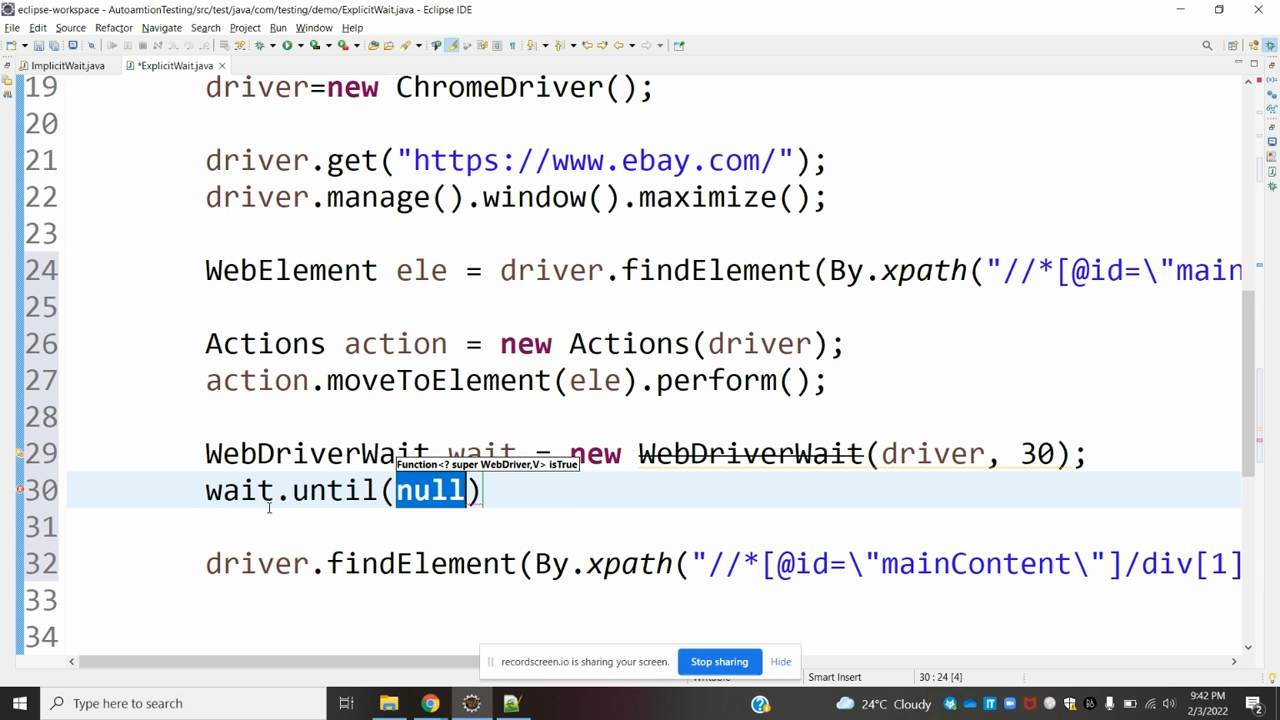 eclipse-workspace - AutoamtionTesting/src/test/java/com/testing/demo/ExplicitWait.java - Eclipse IDE
File Edit Source Refactor Navigate Search Project Run Window Help
ImplicitWait.java *ExplicitWait.java
19 driver=new ChromeDriver();
20
21 driver.get("https://www.ebay.com/");
22 driver.manage().window().maximize();
23
24 WebElement ele = driver.findElement(By.xpath("//*[@id=\"main
25
26 Actions action = new Actions(driver);
27 action.moveToElement(ele).perform();
28
29 WebDriverWait wait = new WebDriverWait(driver, 30);
Function<? super WebDriver,V> isTrue
30 wait.until(null)
31
32 driver.findElement(By.xpath("//*[@id=\"mainContent\"]/div[1]
33
34
recordscreen.io is sharing your screen. Stop sharing Hide
Writable Smart Insert 30 : 24 [4]
Type here to search
24°C Cloudy
9:42 PM
2/3/2022
2